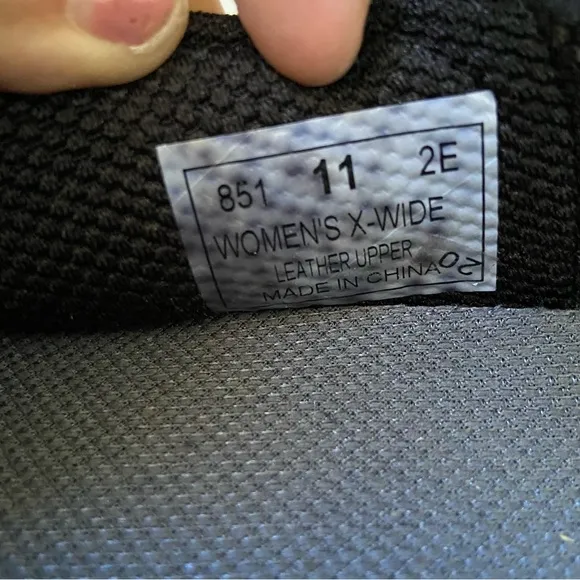 851 11 2E
WOMEN'S X-WIDE
LEATHER UPPER
MADE IN CHINA 20